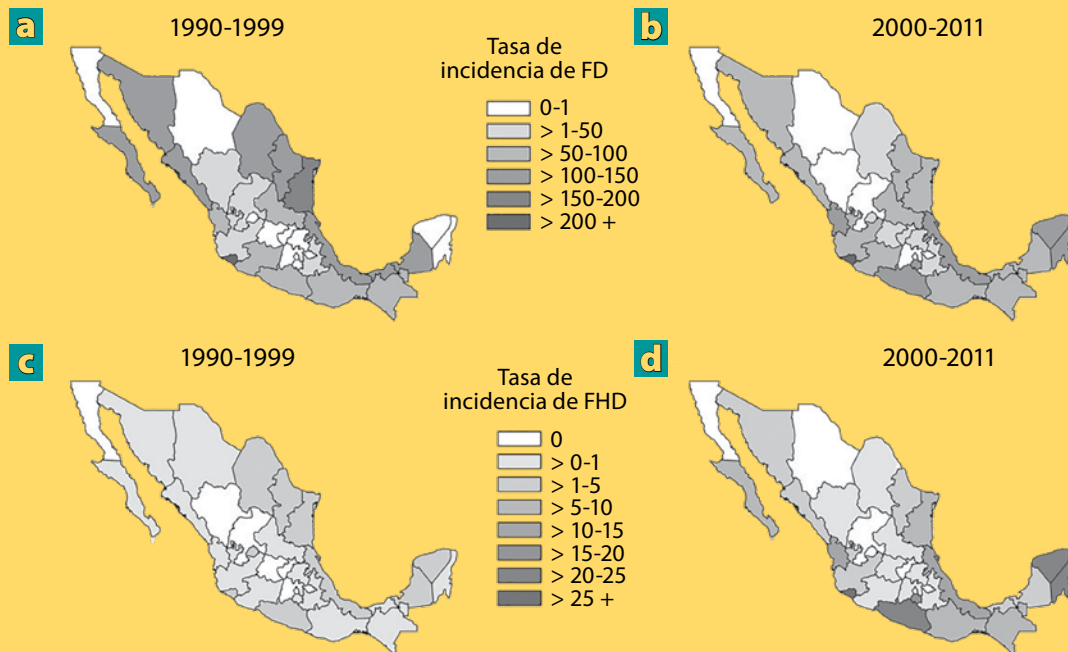 a
1990-1999
Tasa de
incidencia de FD
0-1
> 1-50
> 50-100
> 100-150
> 150-200
> 200 +
b
2000-2011
c
1990-1999
Tasa de
incidencia de FHD
0
> 0-1
> 1-5
> 5-10
> 10-15
> 15-20
> 20-25
> 25 +
d
2000-2011